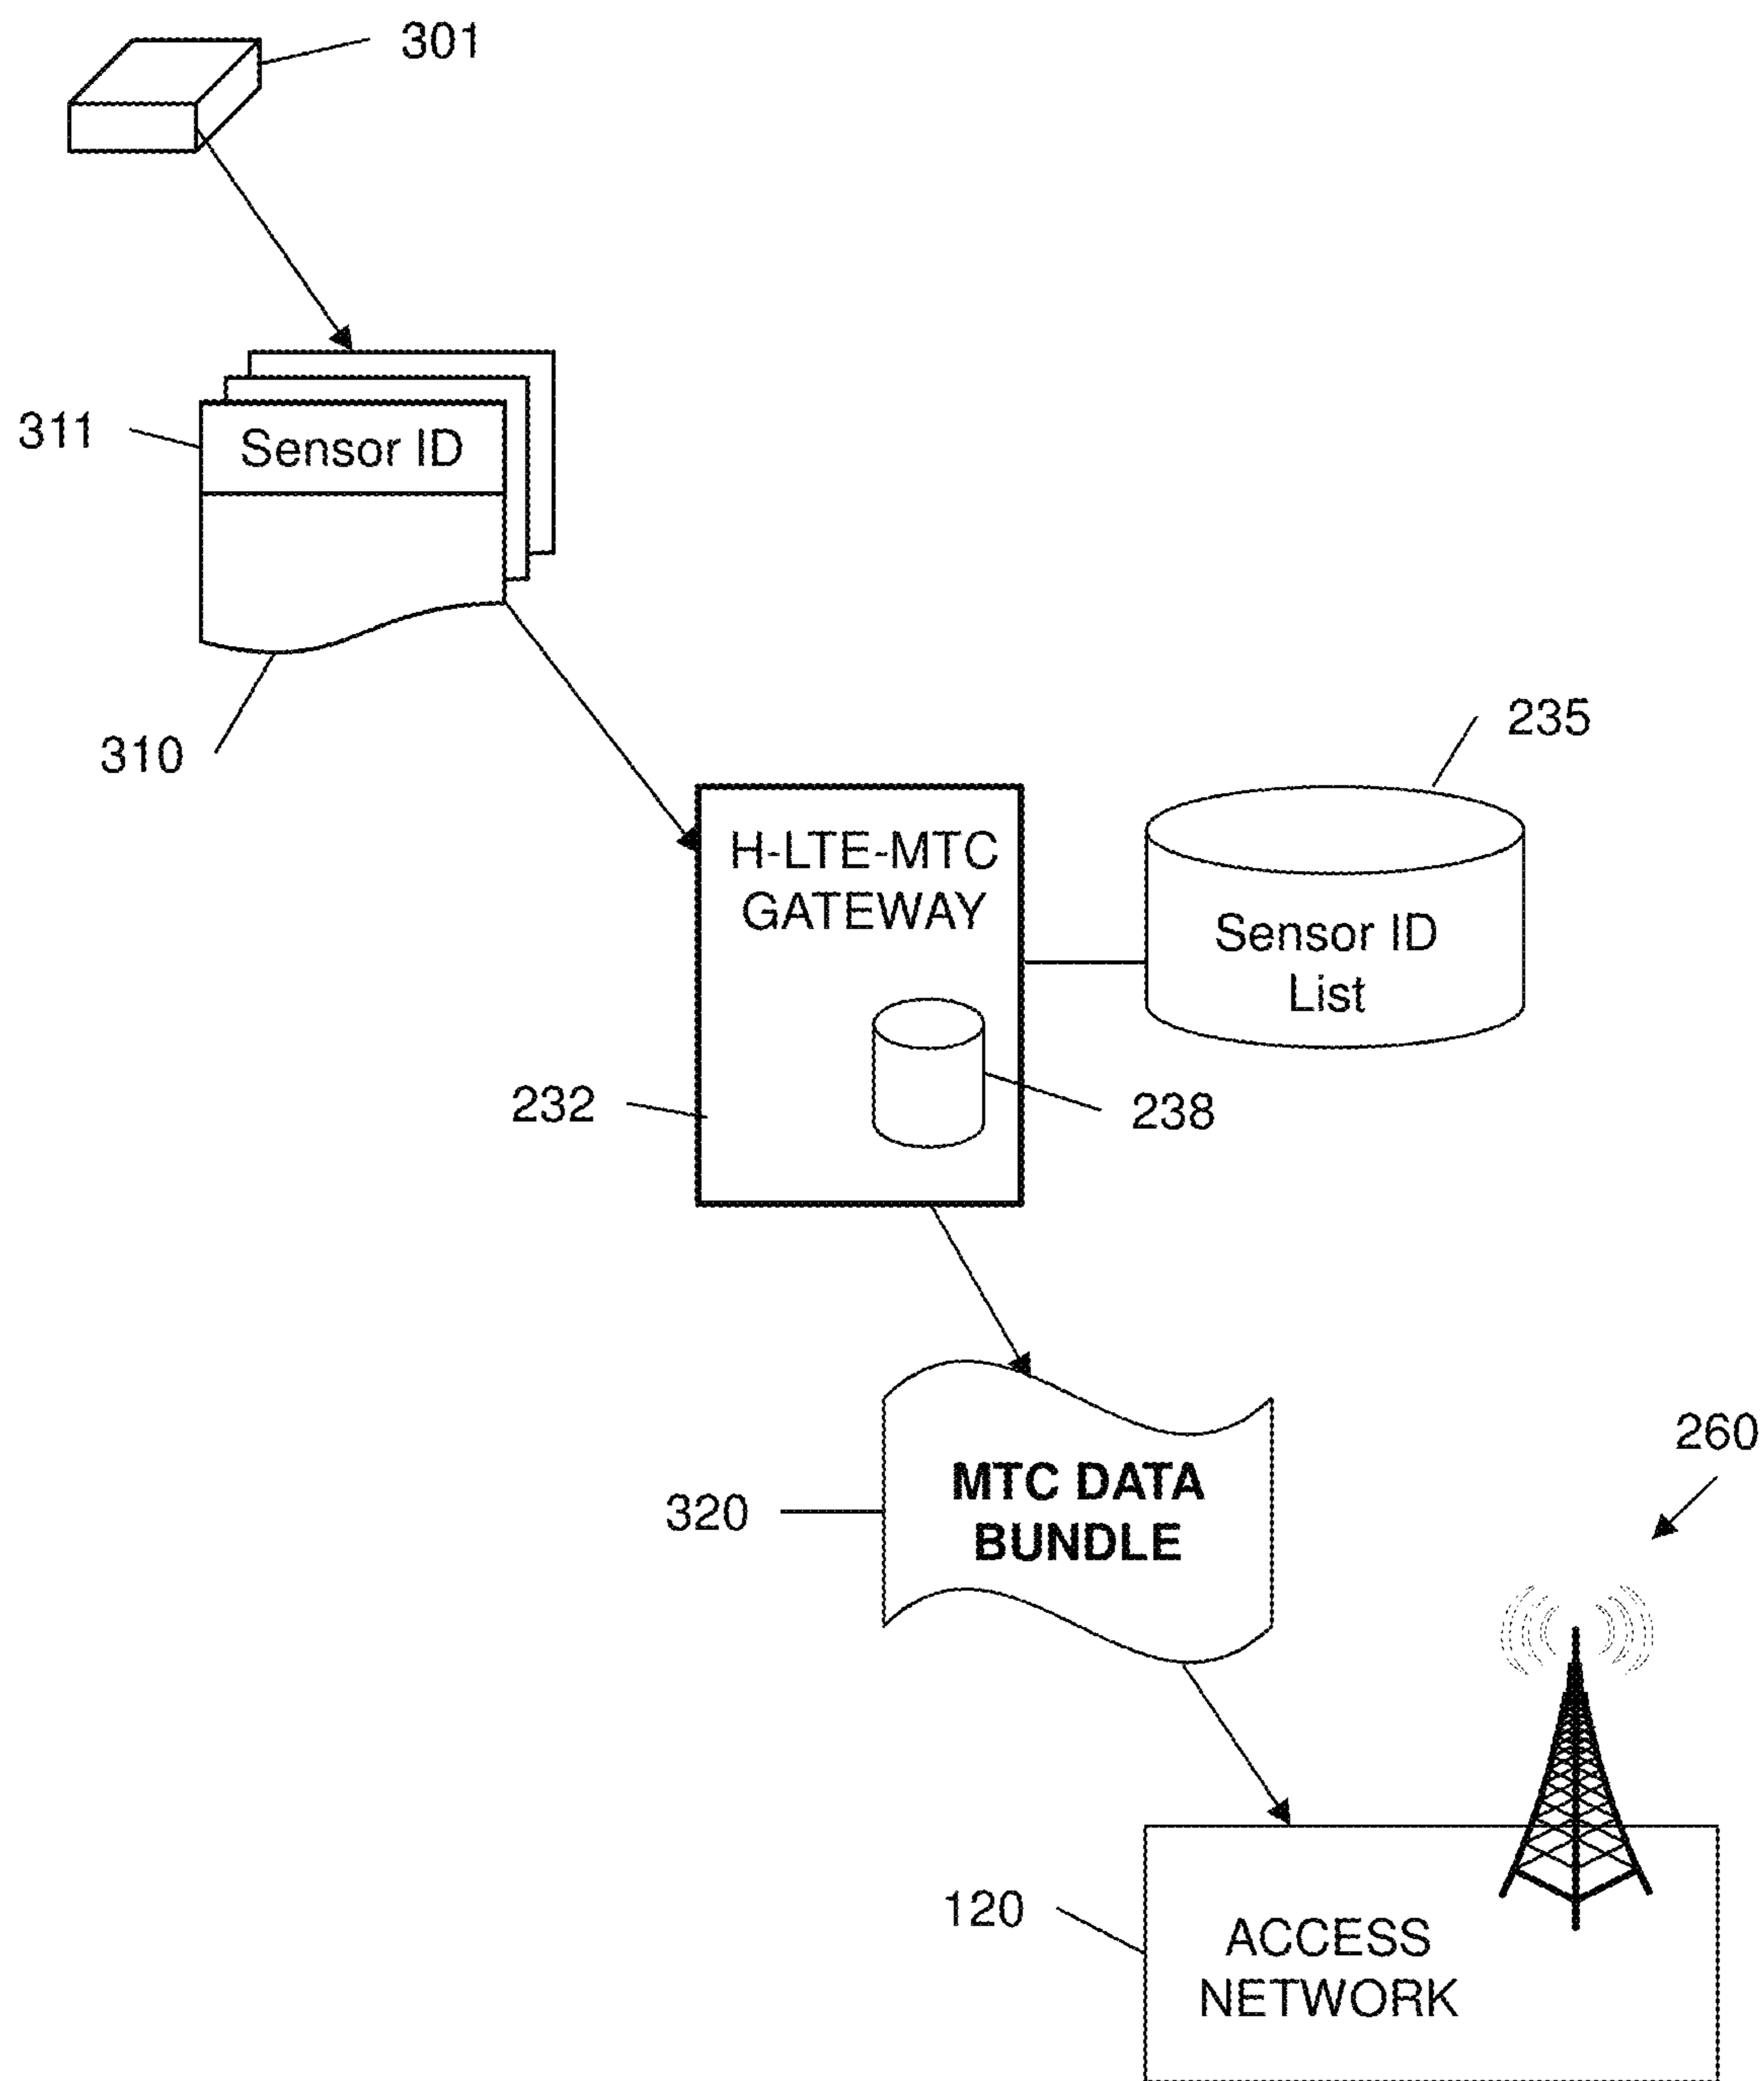 301
311
Sensor ID
310
235
H-LTE-MTC
GATEWAY
Sensor ID
List
232
238
260
320
MTC DATA
BUNDLE
120
ACCESS
NETWORK